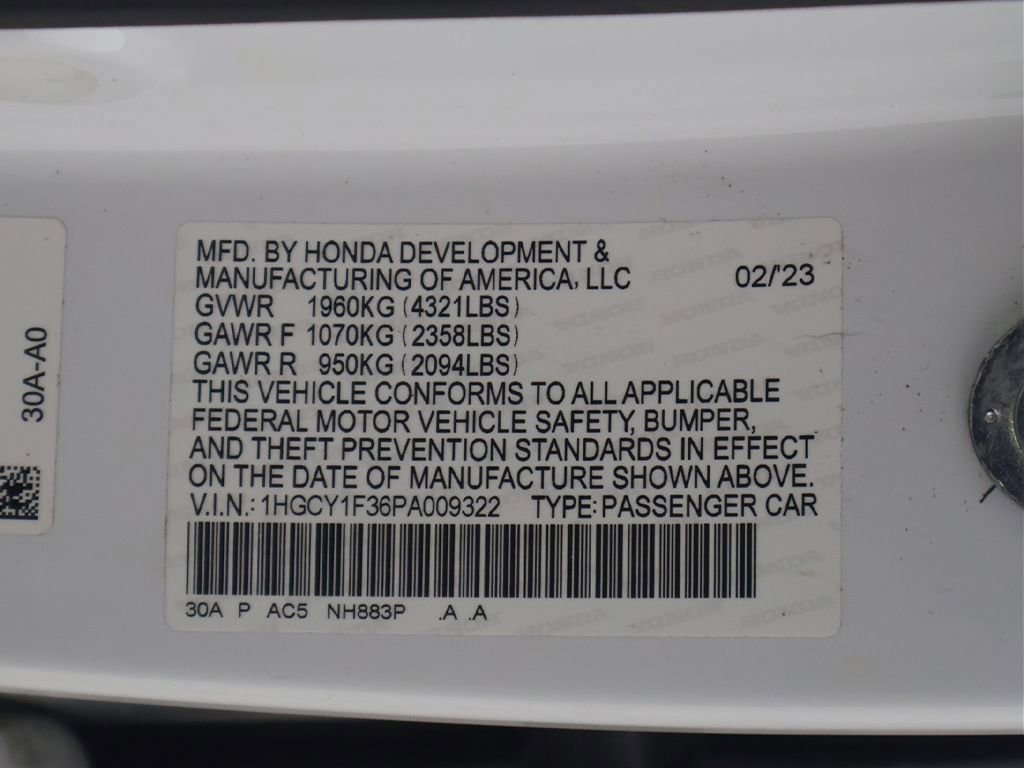 MFD. BY HONDA DEVELOPMENT &
MANUFACTURING OF AMERICA, LLC 02/'23
GVWR 1960KG (4321LBS)
GAWR F 1070KG (2358LBS)
GAWR R 950KG (2094LBS)
THIS VEHICLE CONFORMS TO ALL APPLICABLE
FEDERAL MOTOR VEHICLE SAFETY, BUMPER,
AND THEFT PREVENTION STANDARDS IN EFFECT
ON THE DATE OF MANUFACTURE SHOWN ABOVE.
V.I.N.: 1HGCY1F36PA009322 TYPE: PASSENGER CAR
30A P AC5 NH883P .A .A
30A-A0